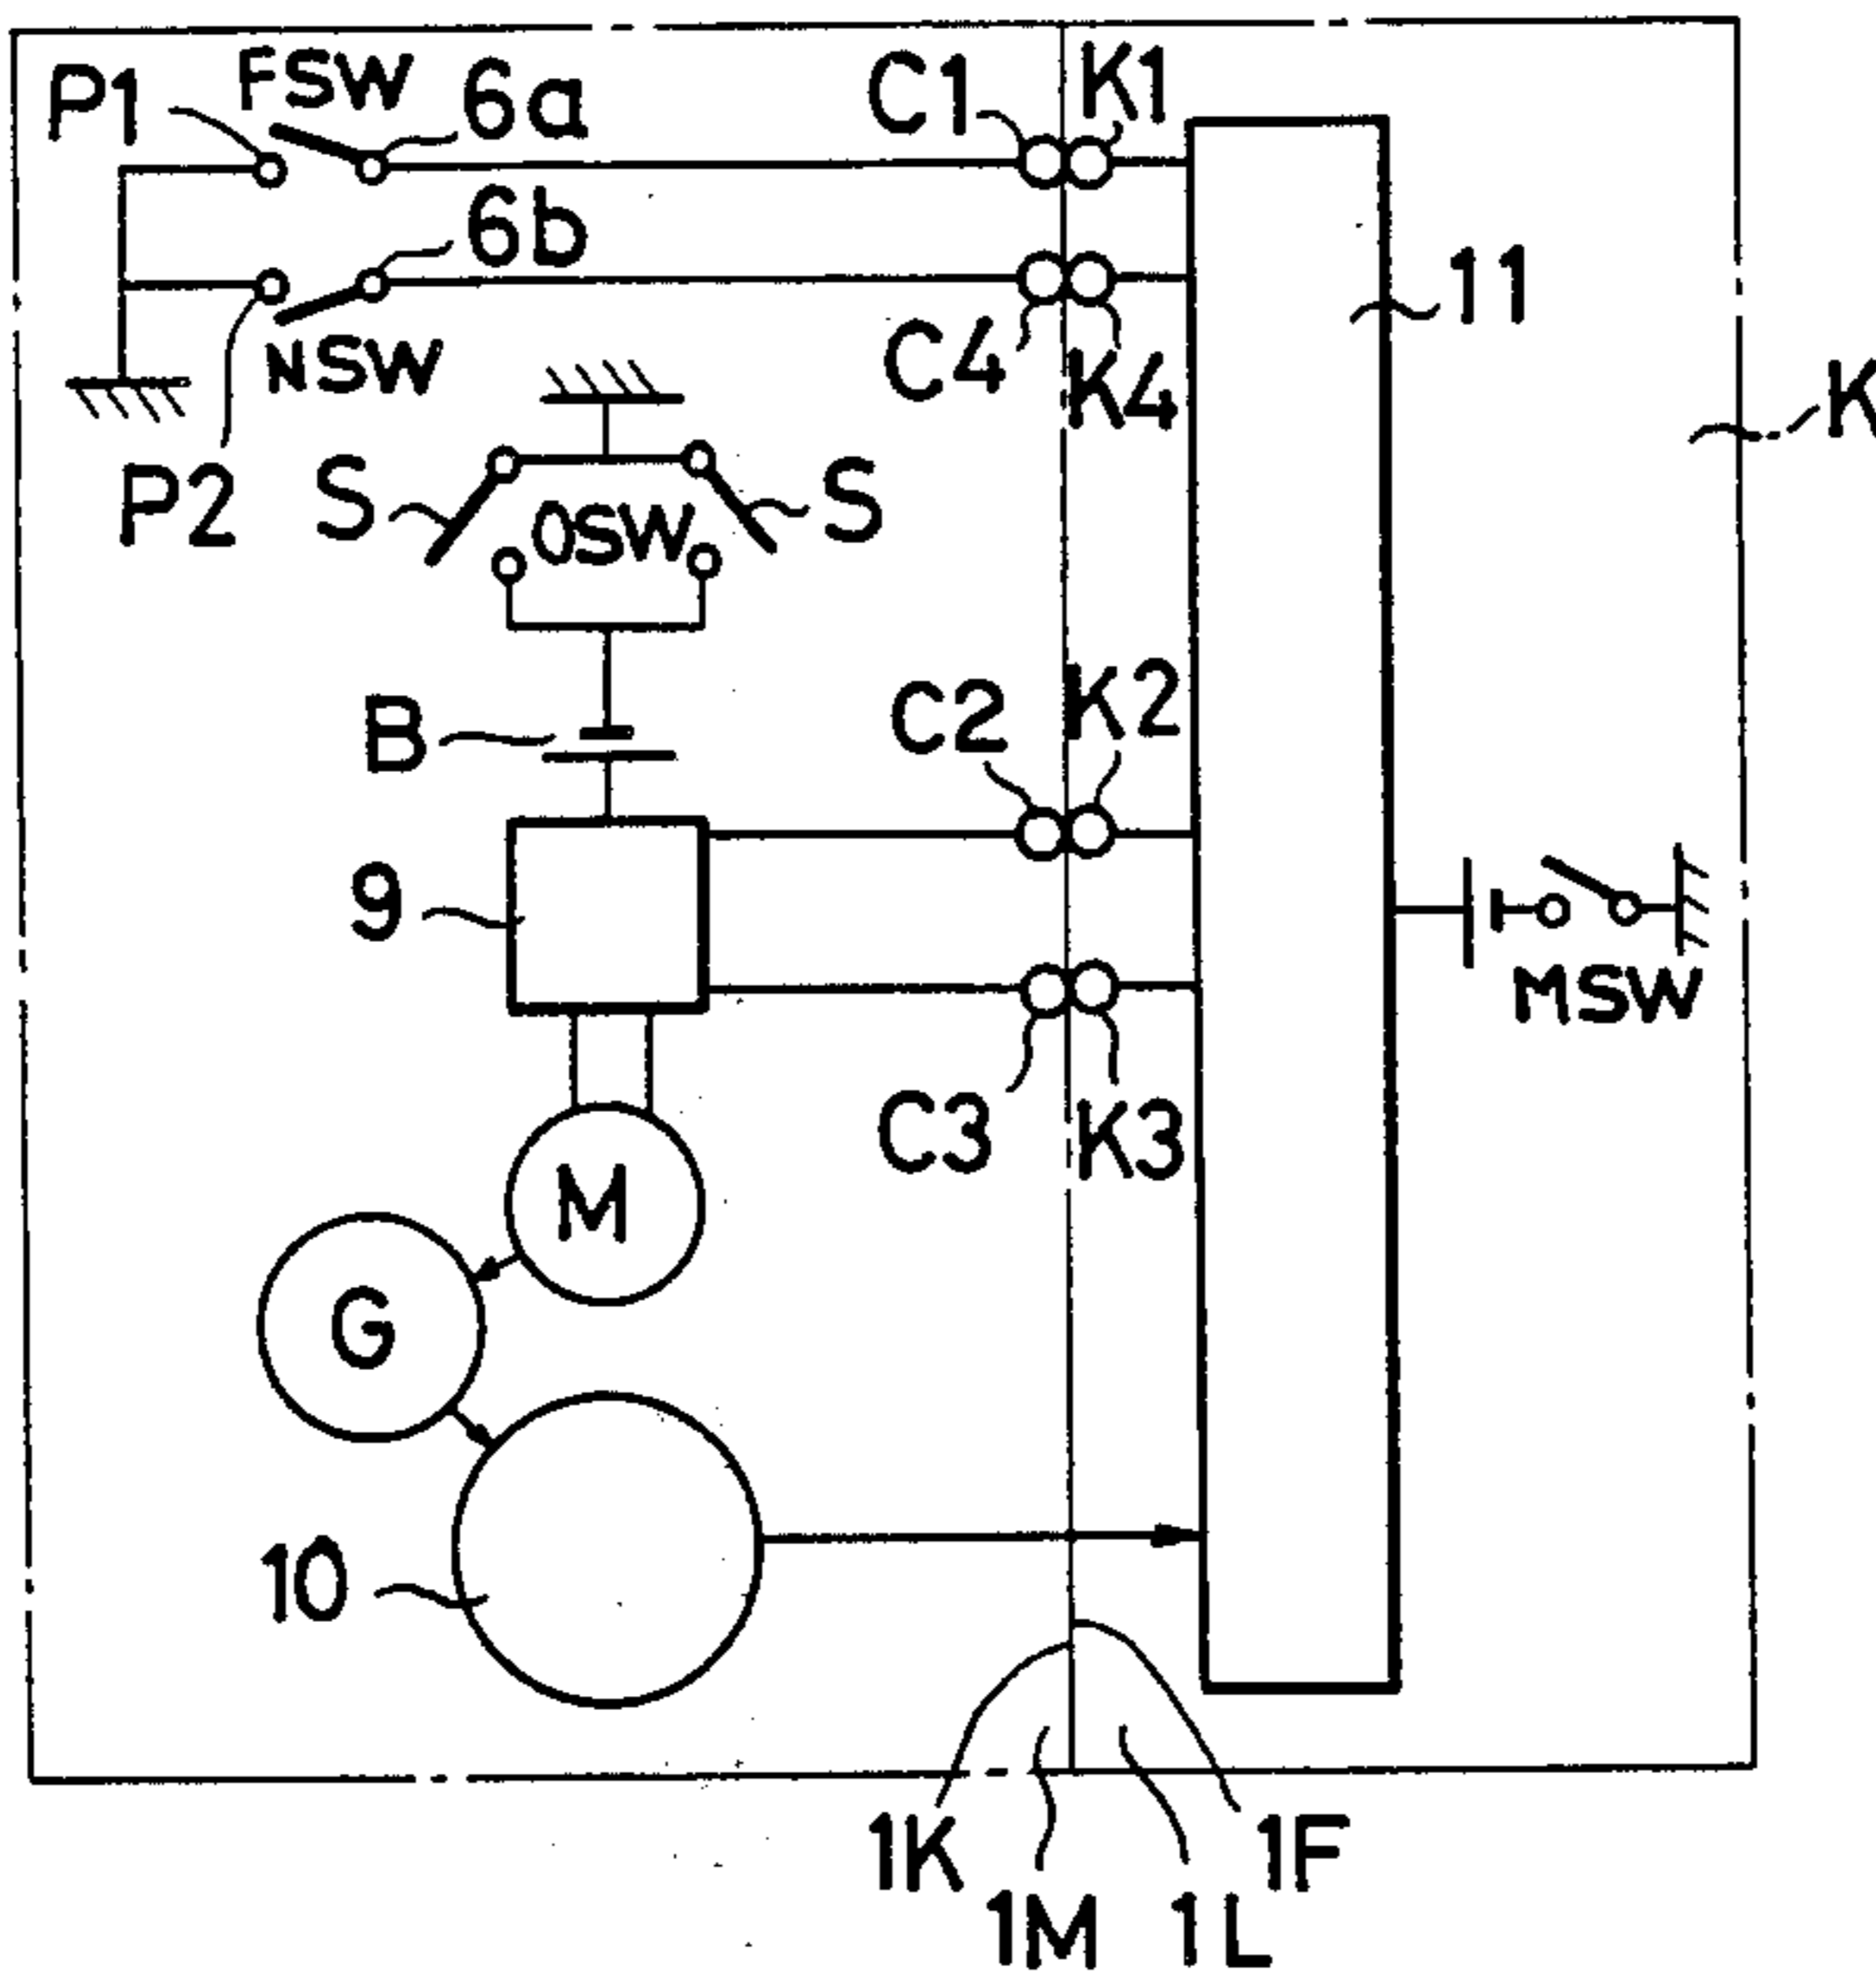 P1 FSW 6a C1 K1
6b
11
NSW C4 K4
K
P2 S OSW S
B C2 K2
9
MSW
C3 K3
M
G
10
1K 1F
1M 1L